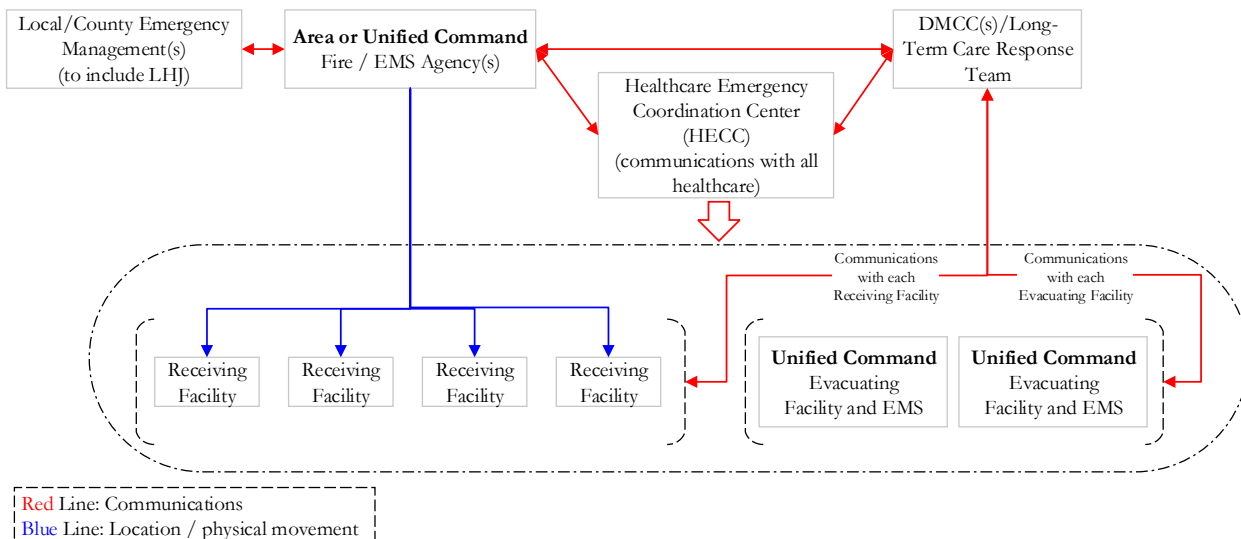 Local/County Emergency
Management(s)
(to include LHJ)
Area or Unified Command
Fire / EMS Agency(s)
DMCC(s)/Long-
Term Care Response
Team
Healthcare Emergency
Coordination Center
(HECC)
(communications with all
healthcare)
Communications
with each
Receiving Facility
Communications
with each
Evacuating Facility
Receiving
Facility
Receiving
Facility
Receiving
Facility
Receiving
Facility
Unified Command
Evacuating
Facility and EMS
Unified Command
Evacuating
Facility and EMS
Red Line: Communications
Blue Line: Location / physical movement